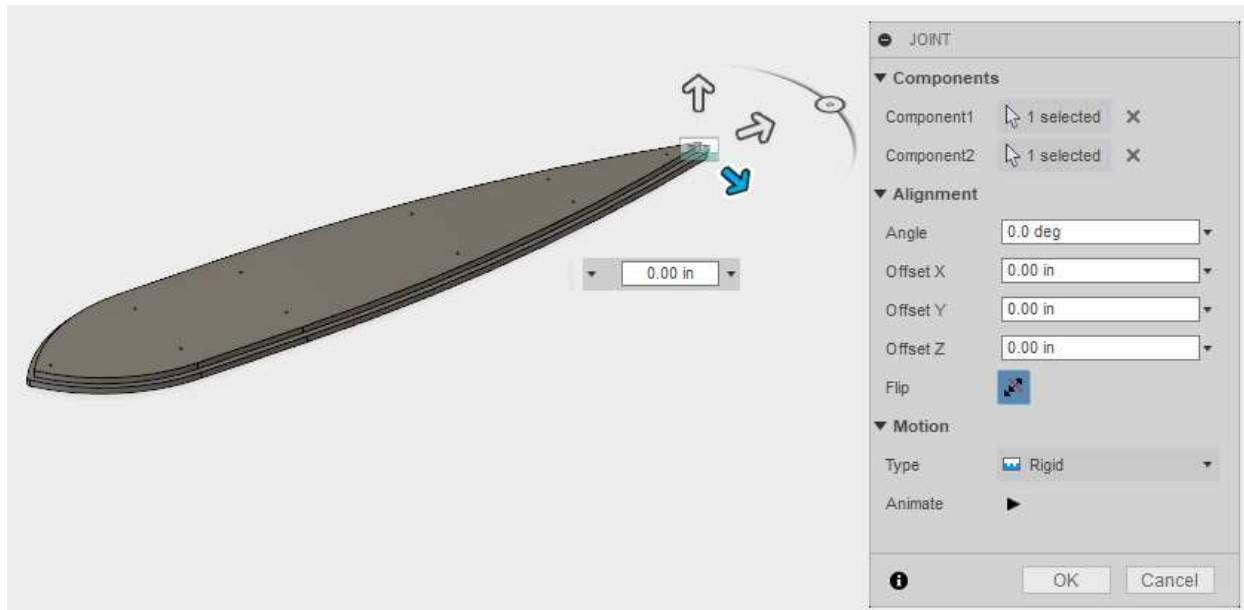 JOINT
Components
Component1 1 selected
Component2 1 selected
Alignment
Angle 0.0 deg
Offset X 0.00 in
0.00 in
Offset Y 0.00 in
Offset Z 0.00 in
Flip
Motion
Type Rigid
Animate
OK Cancel